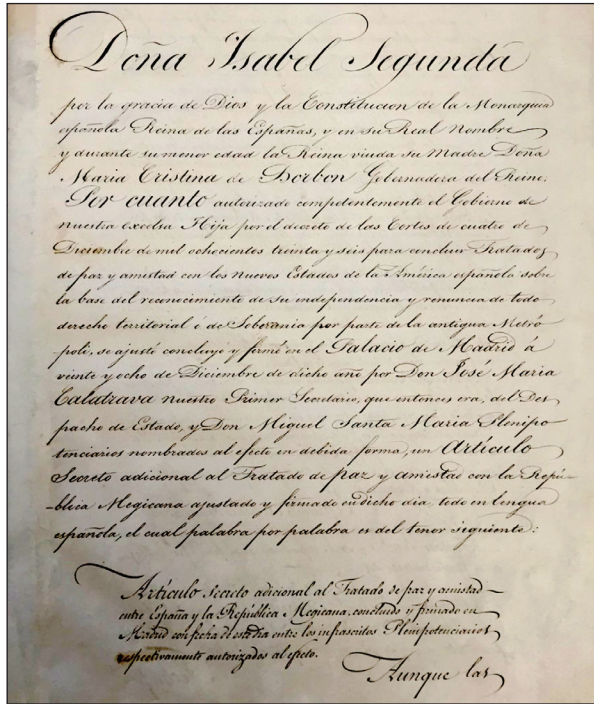 Doña Isabel Segunda
por la gracia de Dios y la Constitucion de la Monarquia
española Reina de las Españas, y en su Real Nombre
y durante su menor edad la Reina viuda su Madre Doña
Maria Cristina de Borbon Gobernadora del Reino:
Por cuanto autorizado competentemente el Gobierno de
nuestra excelsa Hija por el decreto de las Cortes de cuatro de
Diciembre de mil ochocientos treinta y seis para concluir Tratados
de paz y amistad con los Nuevos Estados de la América española sobre
la base del reconocimiento de su independencia y renuncia de todo
derecho territorial ó de Soberania por parte de la antigua Metró
poli, se ajustó concluyó y firmó en el Palacio de Madrid á
veinte y ocho de Diciembre de dicho año por Don José Maria
Calatrava nuestro Primer Secretario, que entonces era, del Des
pacho de Estado, y Don Miguel Santa Maria Plenipo
tenciarios nombrados al efecto en debida forma, un Artículo
Secreto adicional al Tratado de paz y amistad con la Repú-
-blica Megicana ajustado y firmado en dicho dia todo en lengua
española, el cual palabra por palabra es del tenor siguiente:
Artículo Secreto adicional al Tratado de paz y amistad
entre España y la República Megicana, concluido y firmado en
Madrid con fecha de este dia entre los infrascritos Plenipotenciarios
respectivamente autorizados al efecto.
Aunque las